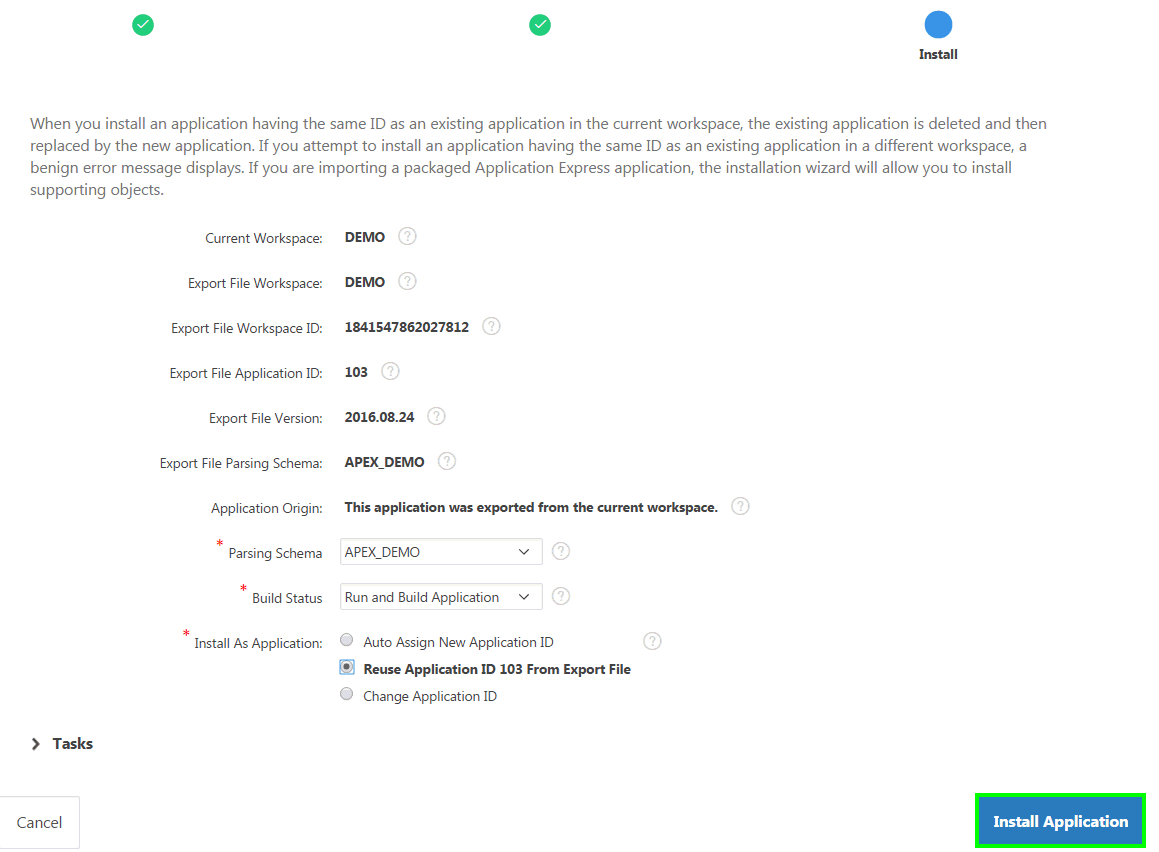 Install
When you install an application having the same ID as an existing application in the current workspace, the existing application is deleted and then
replaced by the new application. If you attempt to install an application having the same ID as an existing application in a different workspace, a
benign error message displays. If you are importing a packaged Application Express application, the installation wizard will allow you to install
supporting objects.
Current Workspace: DEMO ?
Export File Workspace: DEMO ?
Export File Workspace ID: 1841547862027812 ?
Export File Application ID: 103 ?
Export File Version: 2016.08.24 ?
Export File Parsing Schema: APEX_DEMO ?
Application Origin: This application was exported from the current workspace. ?
* Parsing Schema APEX_DEMO ?
* Build Status Run and Build Application ?
* Install As Application: Auto Assign New Application ID ?
Reuse Application ID 103 From Export File
Change Application ID
Tasks
Cancel Install Application